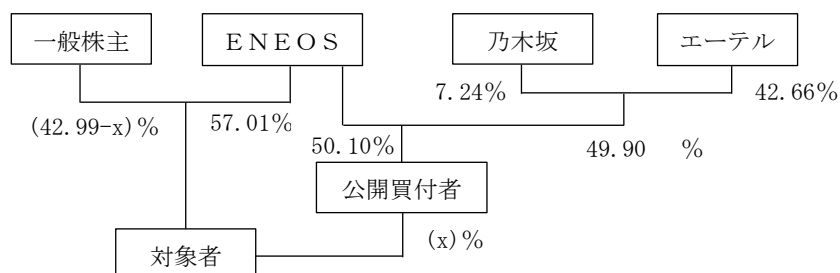 一般株主
ＥＮＥＯＳ
乃木坂
エーテル
7.24%
42.66%
(42.99-x)%
57.01%
50.10%
49.90 %
公開買付者
(x)%
対象者